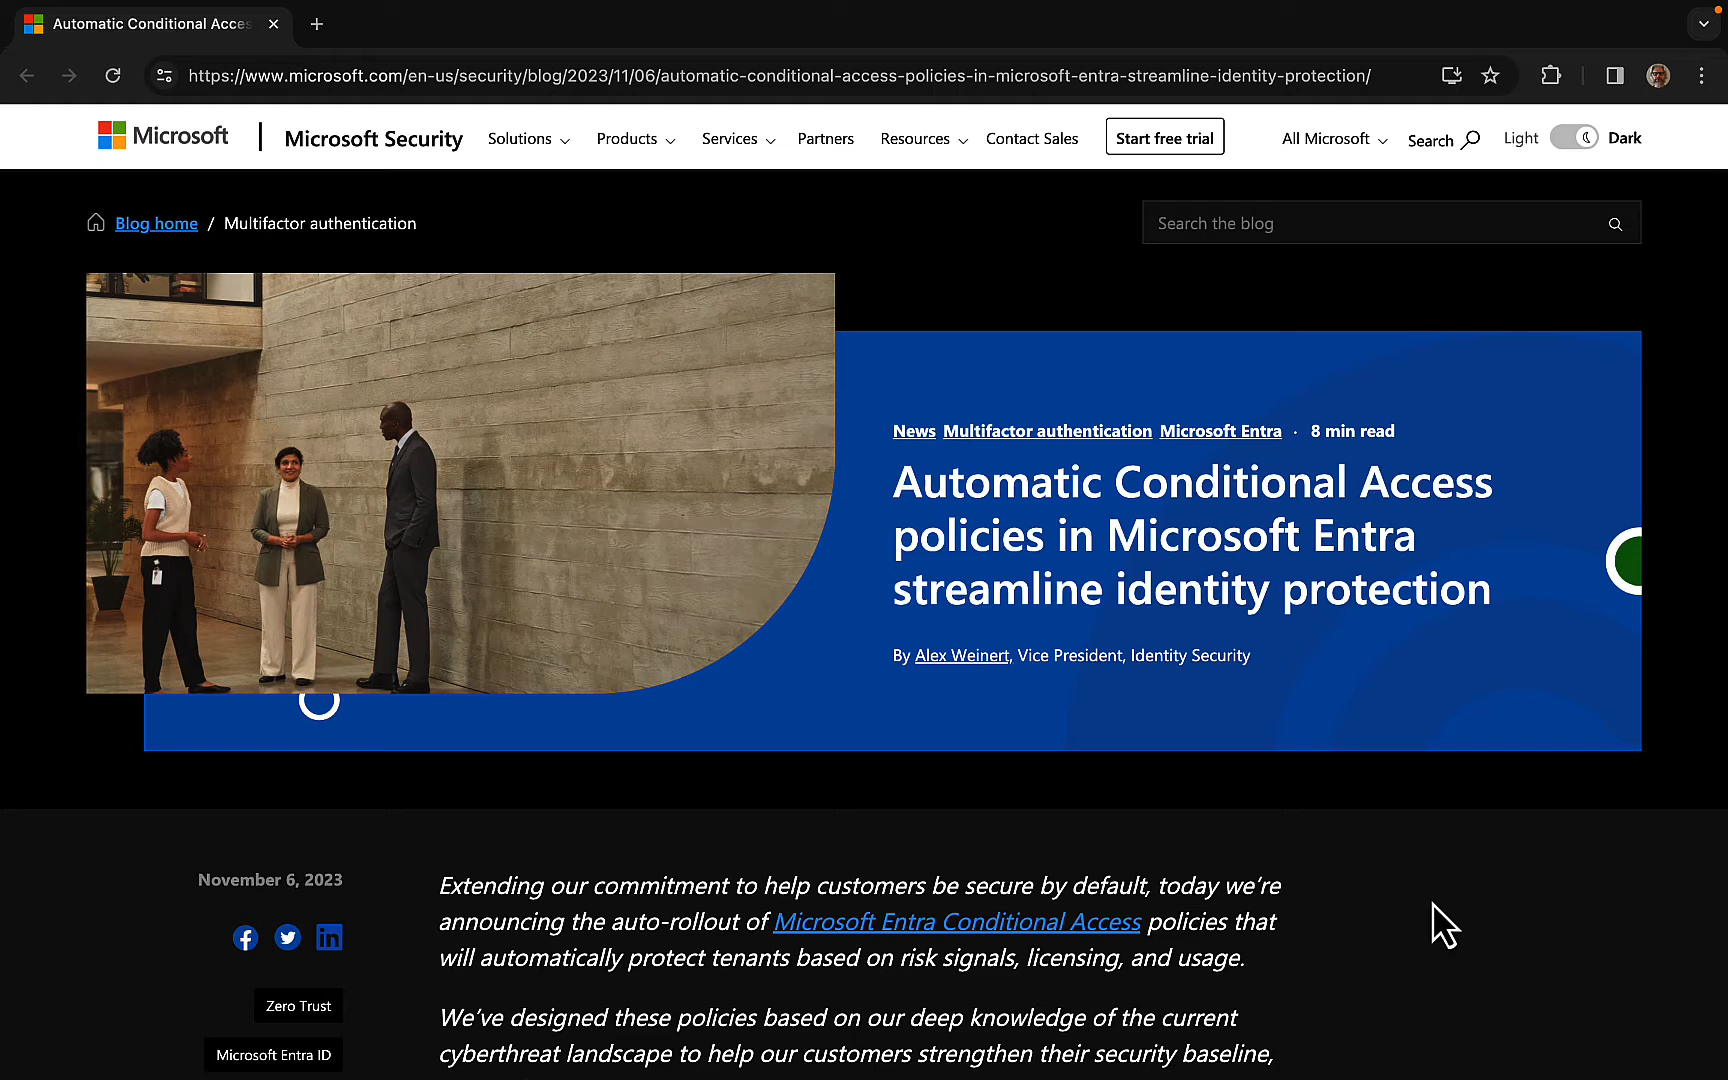 Automatic Conditional Acces
https://www.microsoft.com/en-us/security/blog/2023/11/06/automatic-conditional-access-policies-in-microsoft-entra-streamline-identity-protection/
Microsoft | Microsoft Security Solutions Products Services Partners Resources Contact Sales Start free trial All Microsoft Search Light Dark
Blog home / Multifactor authentication
Search the blog
News Multifactor authentication Microsoft Entra · 8 min read
Automatic Conditional Access
policies in Microsoft Entra
streamline identity protection
By Alex Weinert, Vice President, Identity Security
November 6, 2023
Zero Trust
Microsoft Entra ID
Extending our commitment to help customers be secure by default, today we’re
announcing the auto-rollout of Microsoft Entra Conditional Access policies that
will automatically protect tenants based on risk signals, licensing, and usage.
We’ve designed these policies based on our deep knowledge of the current
cyberthreat landscape to help our customers strengthen their security baseline,